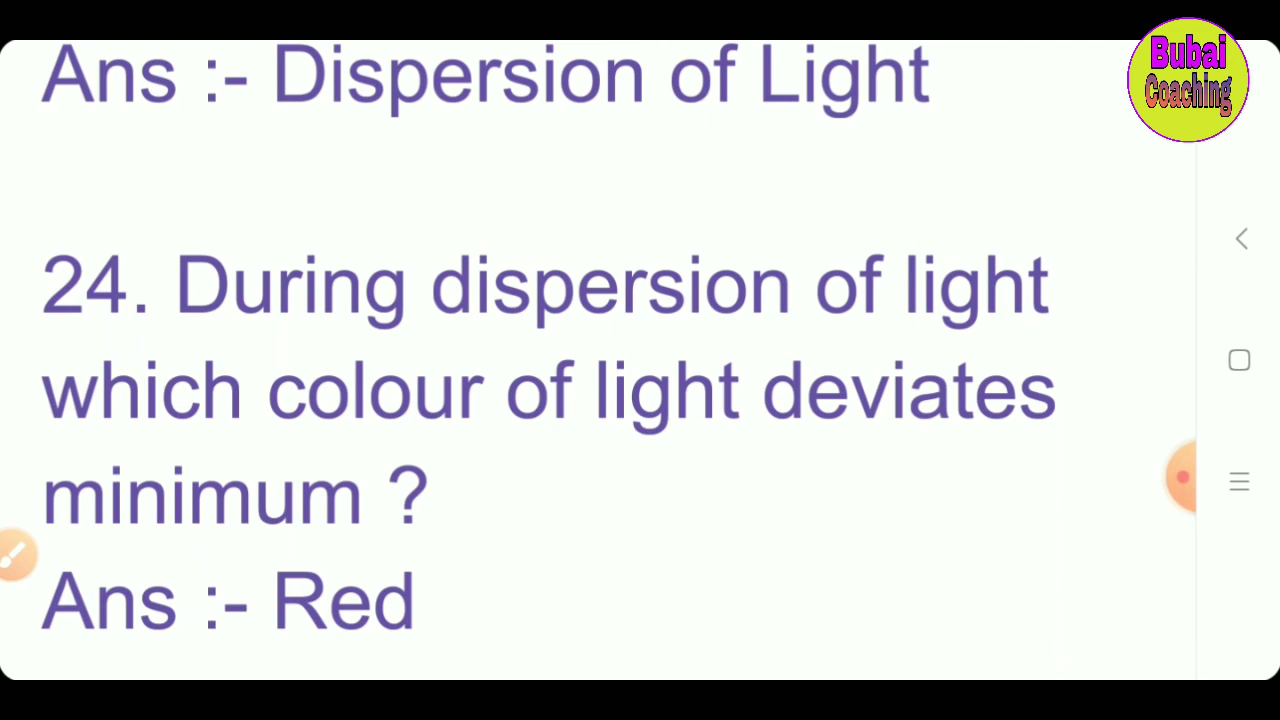 Ans :- Dispersion of Light
Bubai
Coaching
24. During dispersion of light
which colour of light deviates
minimum ?
Ans :- Red